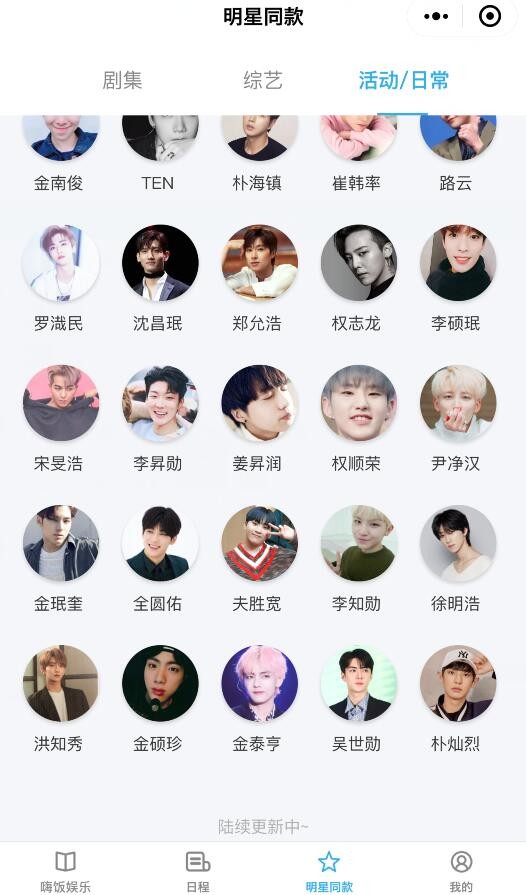 明星同款
剧集 综艺 活动/日常
金南俊 TEN 朴海镇 崔韩率 路云
罗渽民 沈昌珉 郑允浩 权志龙 李硕珉
宋旻浩 李昇勋 姜昇润 权顺荣 尹净汉
金珉奎 全圆佑 夫胜宽 李知勋 徐明浩
洪知秀 金硕珍 金泰亨 吴世勋 朴灿烈
陆续更新中~
嗨饭娱乐 日程 明星同款 我的